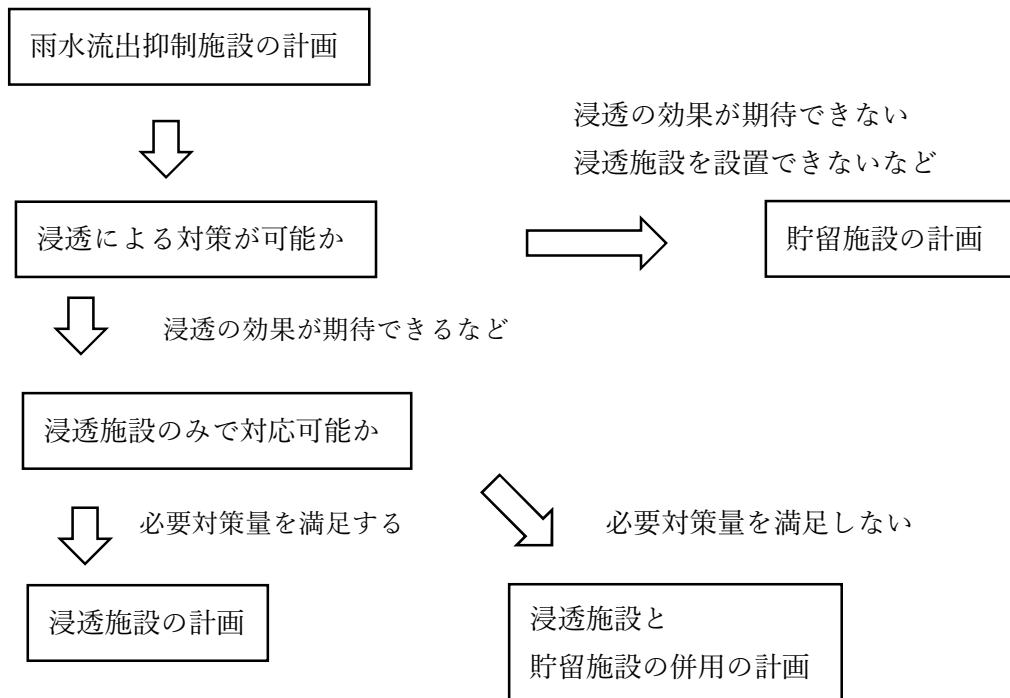 雨水流出抑制施設の計画
浸透の効果が期待できない
浸透施設を設置できないなど
浸透による対策が可能か
貯留施設の計画
浸透の効果が期待できるなど
浸透施設のみで対応可能か
必要対策量を満足する
必要対策量を満足しない
浸透施設の計画
浸透施設と
貯留施設の併用の計画